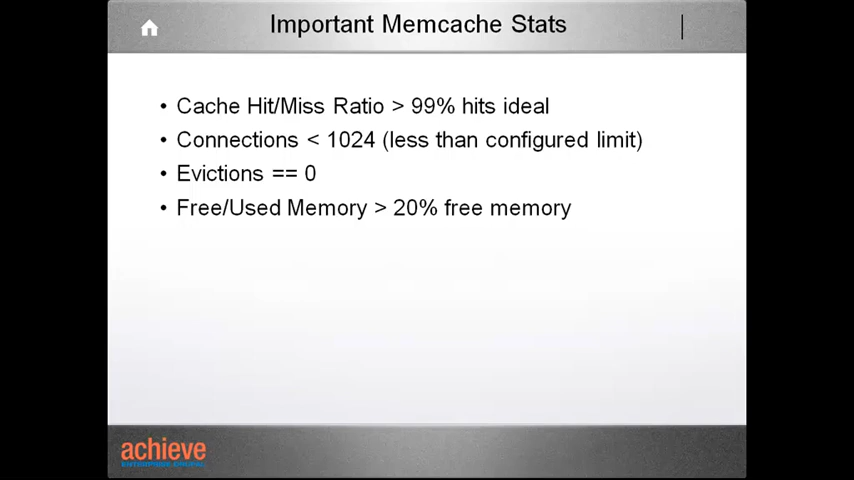 Important Memcache Stats
• Cache Hit/Miss Ratio > 99% hits ideal
• Connections < 1024 (less than configured limit)
• Evictions == 0
• Free/Used Memory > 20% free memory
achieve